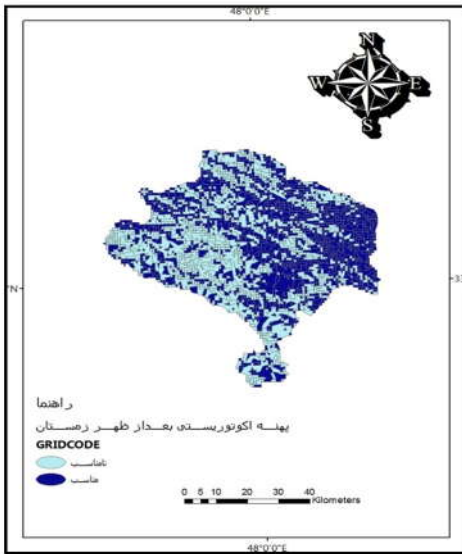 48°0'0"E
N
W E
S
33
°N
راهنما
پهنه اکوتوریستی بعداز ظهر زمستان
GRIDCODE
نامناسب
مناسب
0 5 10 20 30 40
Kilometers
48°0'0"E